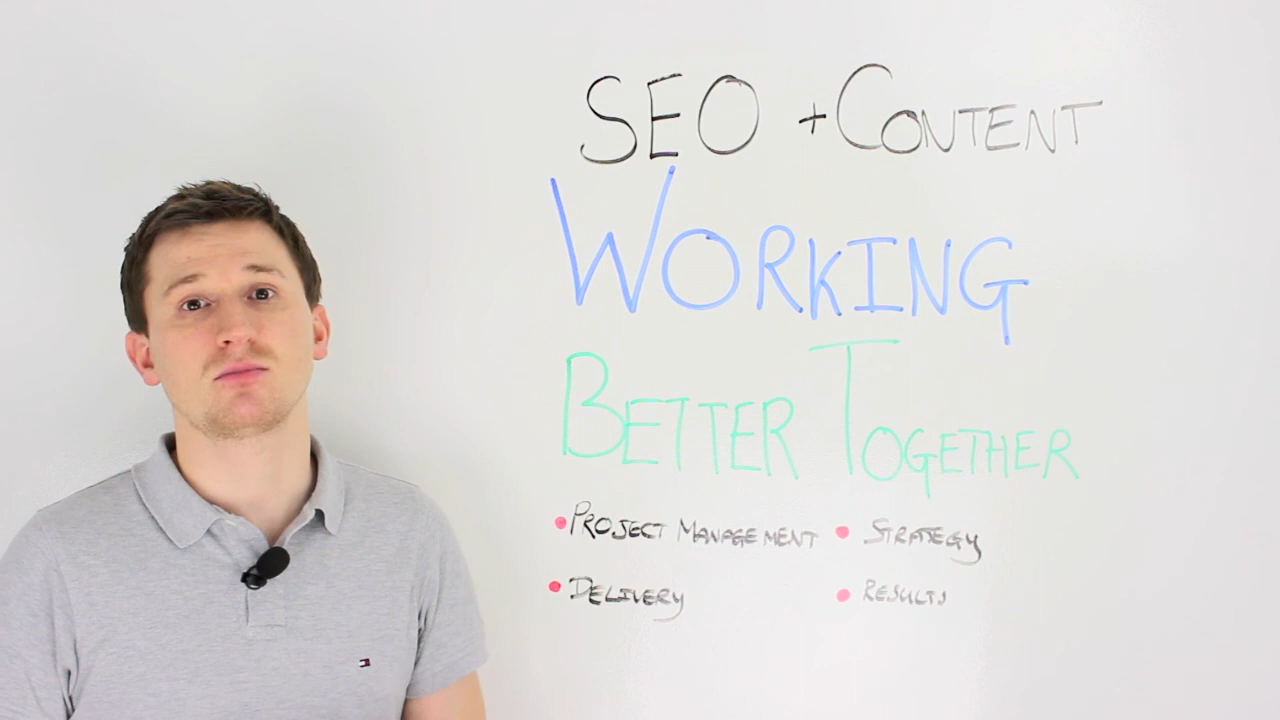 SEO + CONTENT
WORKING
BETTER TOGETHER
• PROJECT MANAGEMENT • STRATEGY
• DELIVERY • RESULTS